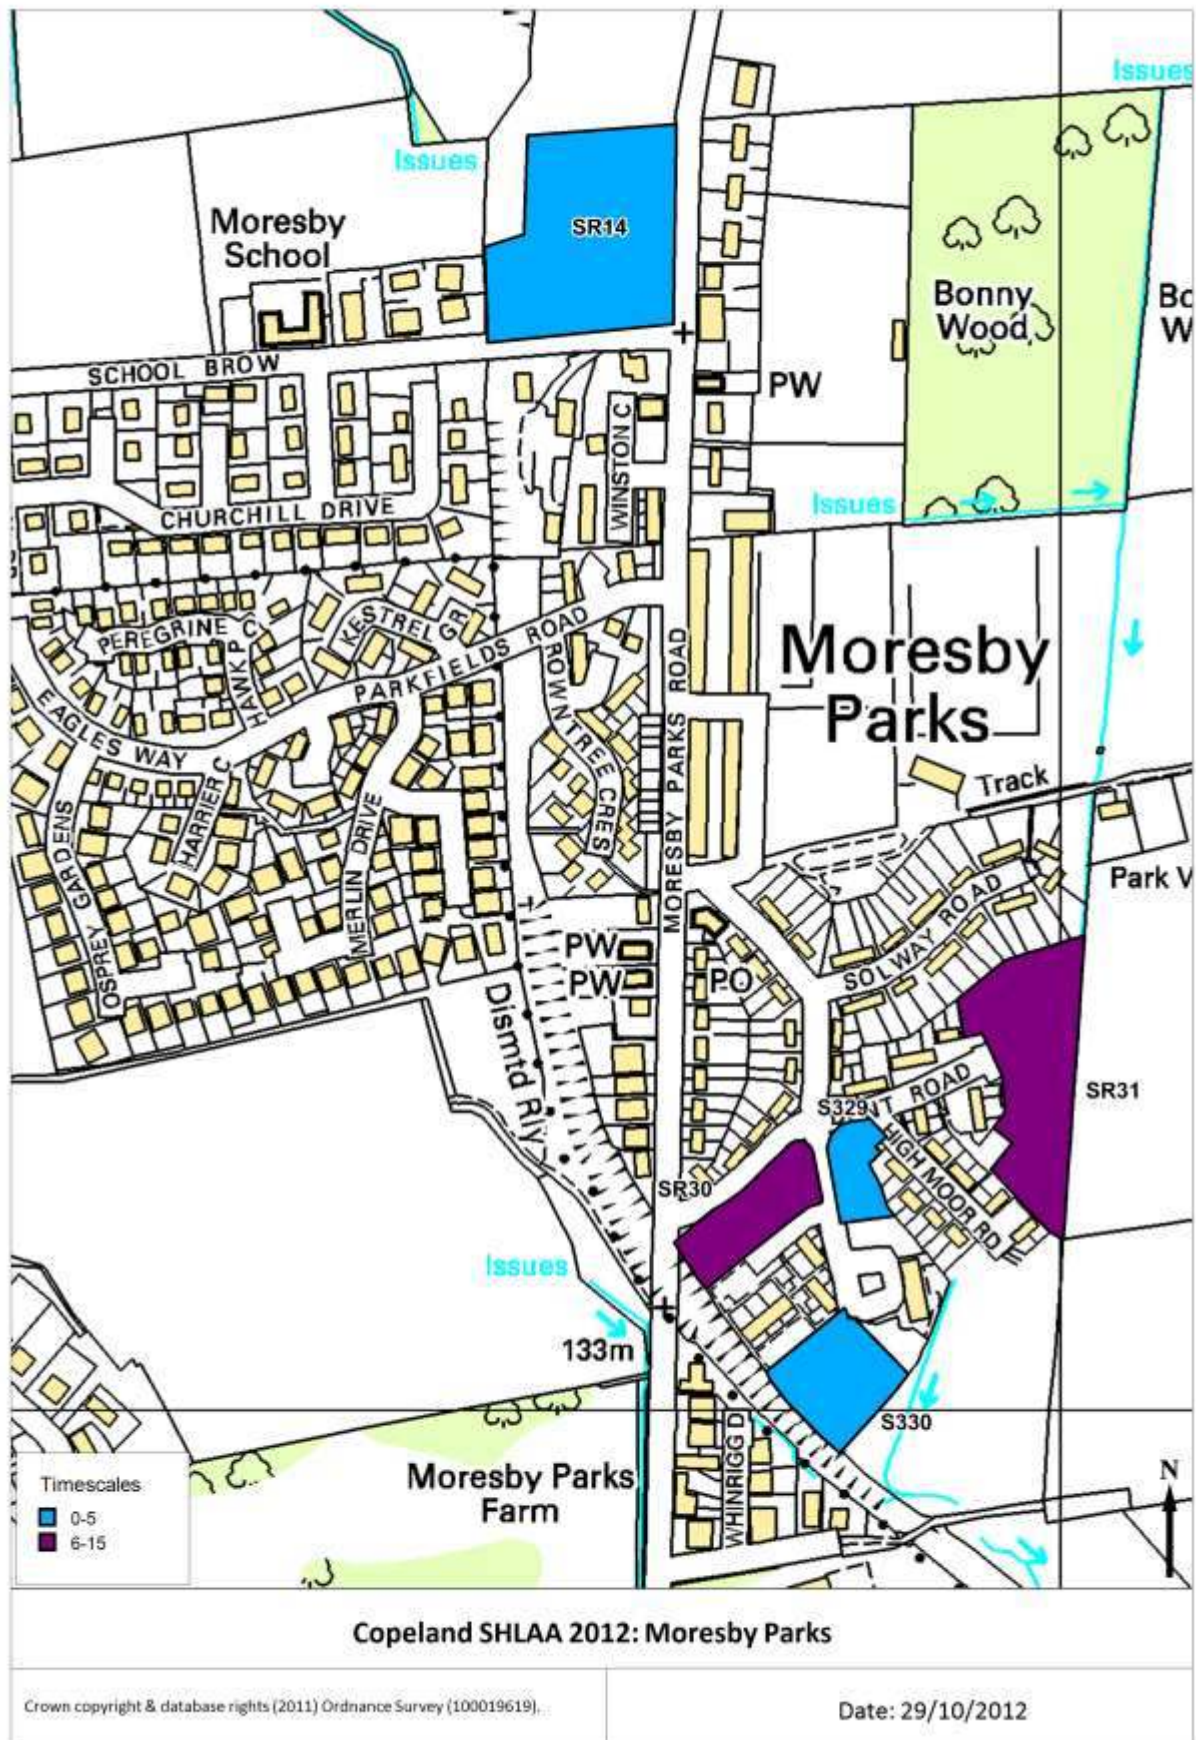 Issues
Issues
SR14
Moresby
School
Bonny
Wood
Bo
W
SCHOOL BROW
PW
WINSTON C
Issues
CHURCHILL DRIVE
PEREGRINE C
KESTREL GR
HAWK P
PARKFIELDS ROAD
ROWNTREE CRES
MORESBY PARKS ROAD
Moresby
Parks
EAGLES WAY
HARRIER C
MERLIN DRIVE
OSPREY GARDENS
Track
Park V
SOLWAY ROAD
PW
PW
PO
Dismtd Rly
SR31
S329
T ROAD
HIGH MOOR RD
SR30
Issues
133m
S330
WHINRIGG D
Moresby Parks
Farm
Timescales
0-5
6-15
N
Copeland SHLAA 2012: Moresby Parks
Crown copyright & database rights (2011) Ordnance Survey (100019619).
Date: 29/10/2012